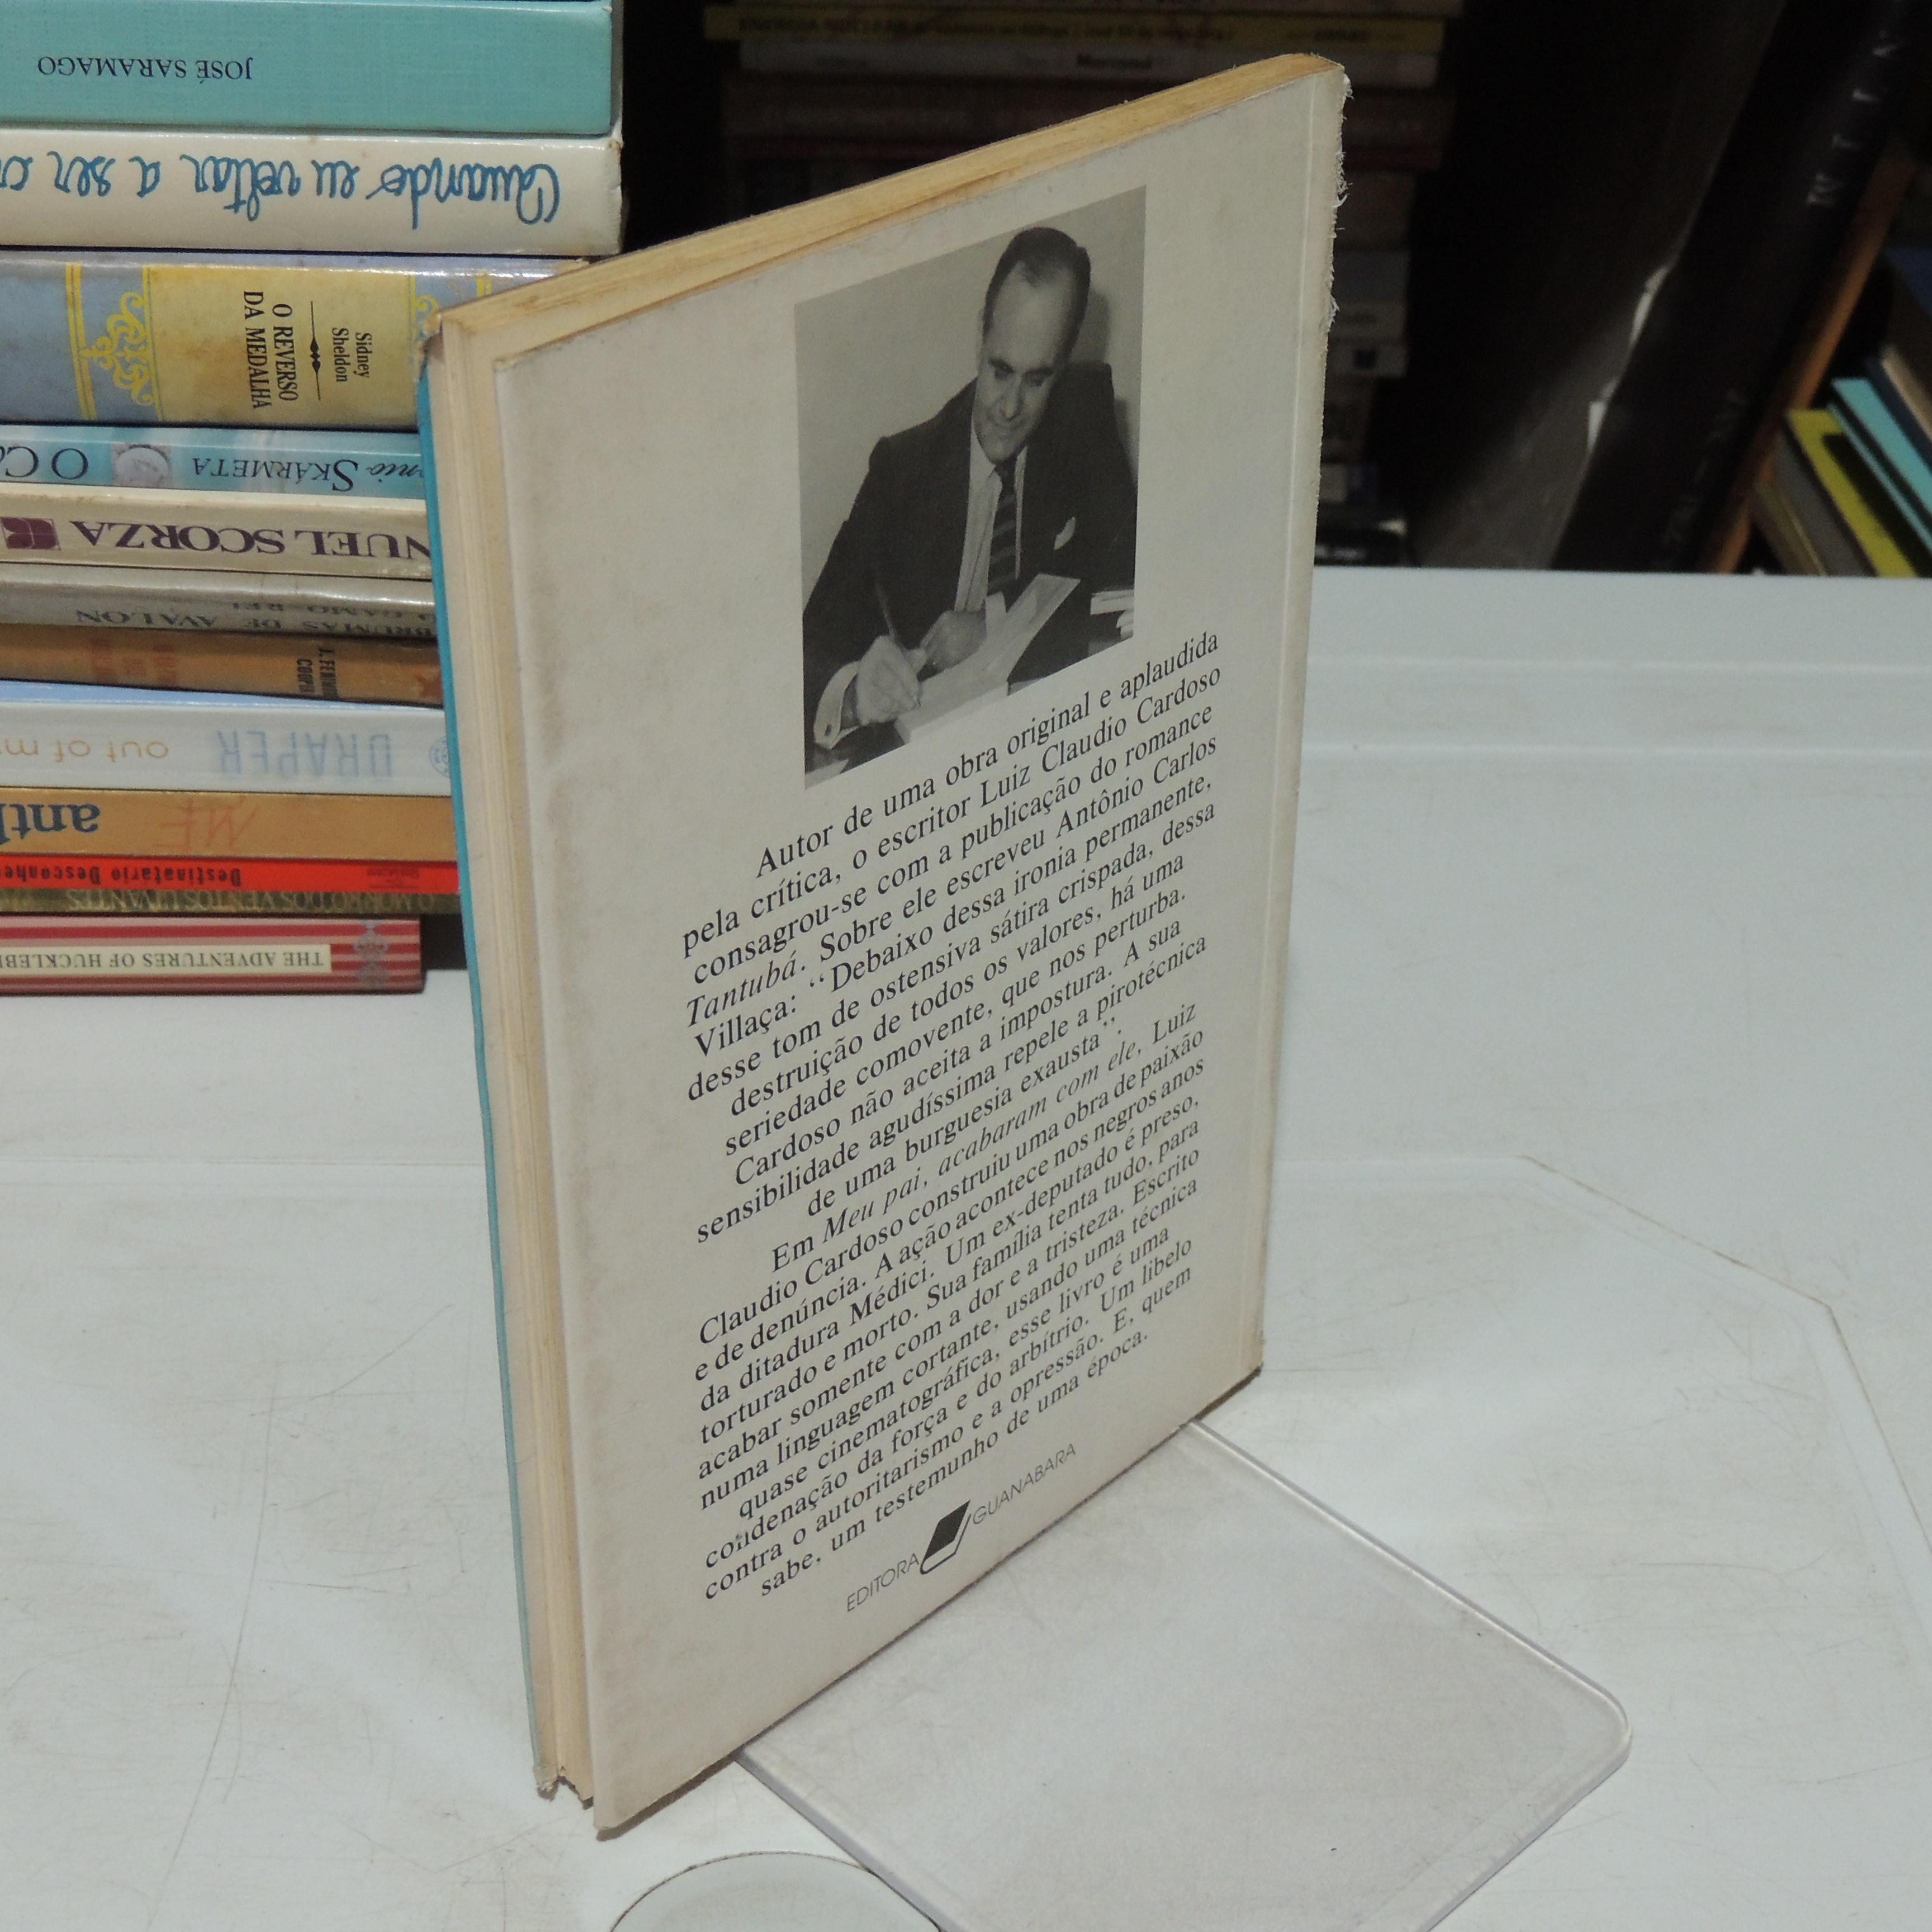 JOSÉ SARAMAGO
Quando eu voltar a ser
Sidney
Sheldon
O REVERSO
DA MEDALHA
SKÁRMETA
SCORZA
BRUMAS DE AVALON
COOPER
DRAPER
out of
Destinatário
O MORRO DOS VENTOS UIVANTES
THE ADVENTURES OF
Autor de uma obra original e aplaudida
pela crítica, o escritor Luiz Claudio Cardoso
consagrou-se com a publicação do romance
Tantubá. Sobre ele escreveu Antônio Carlos
Villaça: “Debaixo dessa ironia permanente,
desse tom de ostensiva sátira crispada, dessa
destruição de todos os valores, há uma
seriedade comovente, que nos perturba.
Cardoso não aceita a impostura. A sua
sensibilidade agudíssima repele a pirotécnica
de uma burguesia exausta”.
Em Meu pai, acabaram com ele, Luiz
Claudio Cardoso construiu uma obra de paixão
e de denúncia. A ação acontece nos negros anos
da ditadura Médici. Um ex-deputado é preso,
torturado e morto. Sua família tenta tudo, para
acabar somente com a dor e a tristeza. Escrito
numa linguagem cortante, usando uma técnica
quase cinematográfica, esse livro é uma
condenação da força e do arbítrio. Um libelo
contra o autoritarismo e a opressão. E, quem
sabe, um testemunho de uma época.
EDITORA GUANABARA